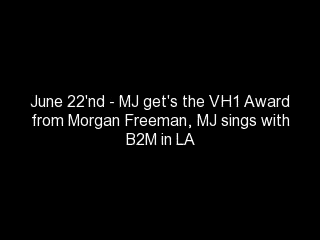 June 22'nd - MJ get's the VH1 Award
from Morgan Freeman, MJ sings with
B2M in LA